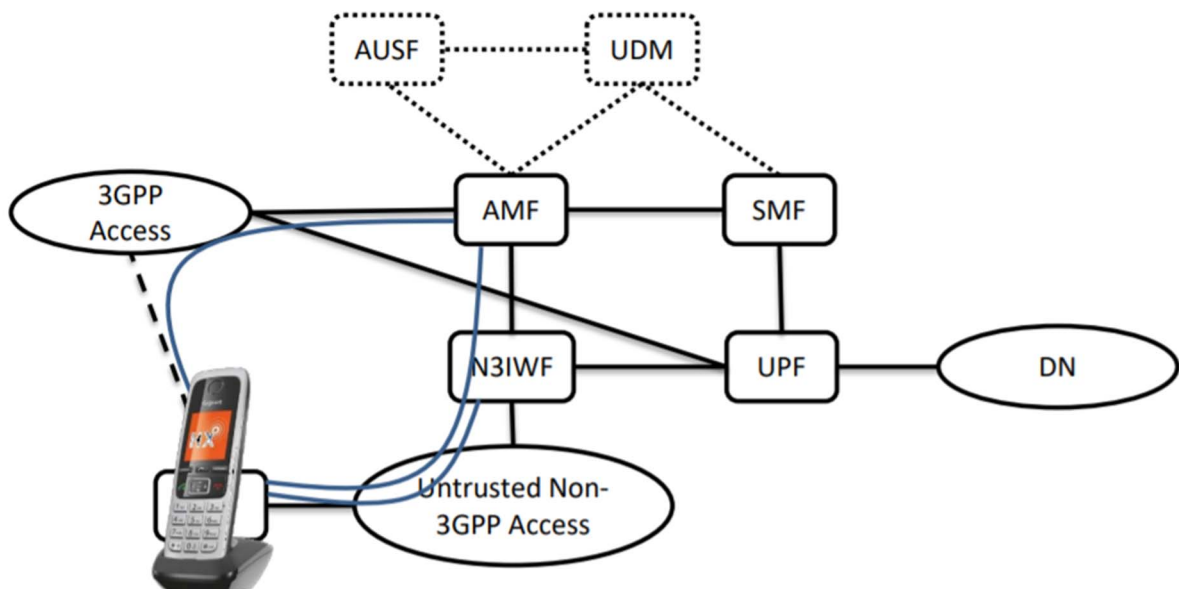 AUSF
UDM
3GPP
Access
AMF
SMF
N3IWF
UPF
DN
Untrusted Non-
3GPP Access